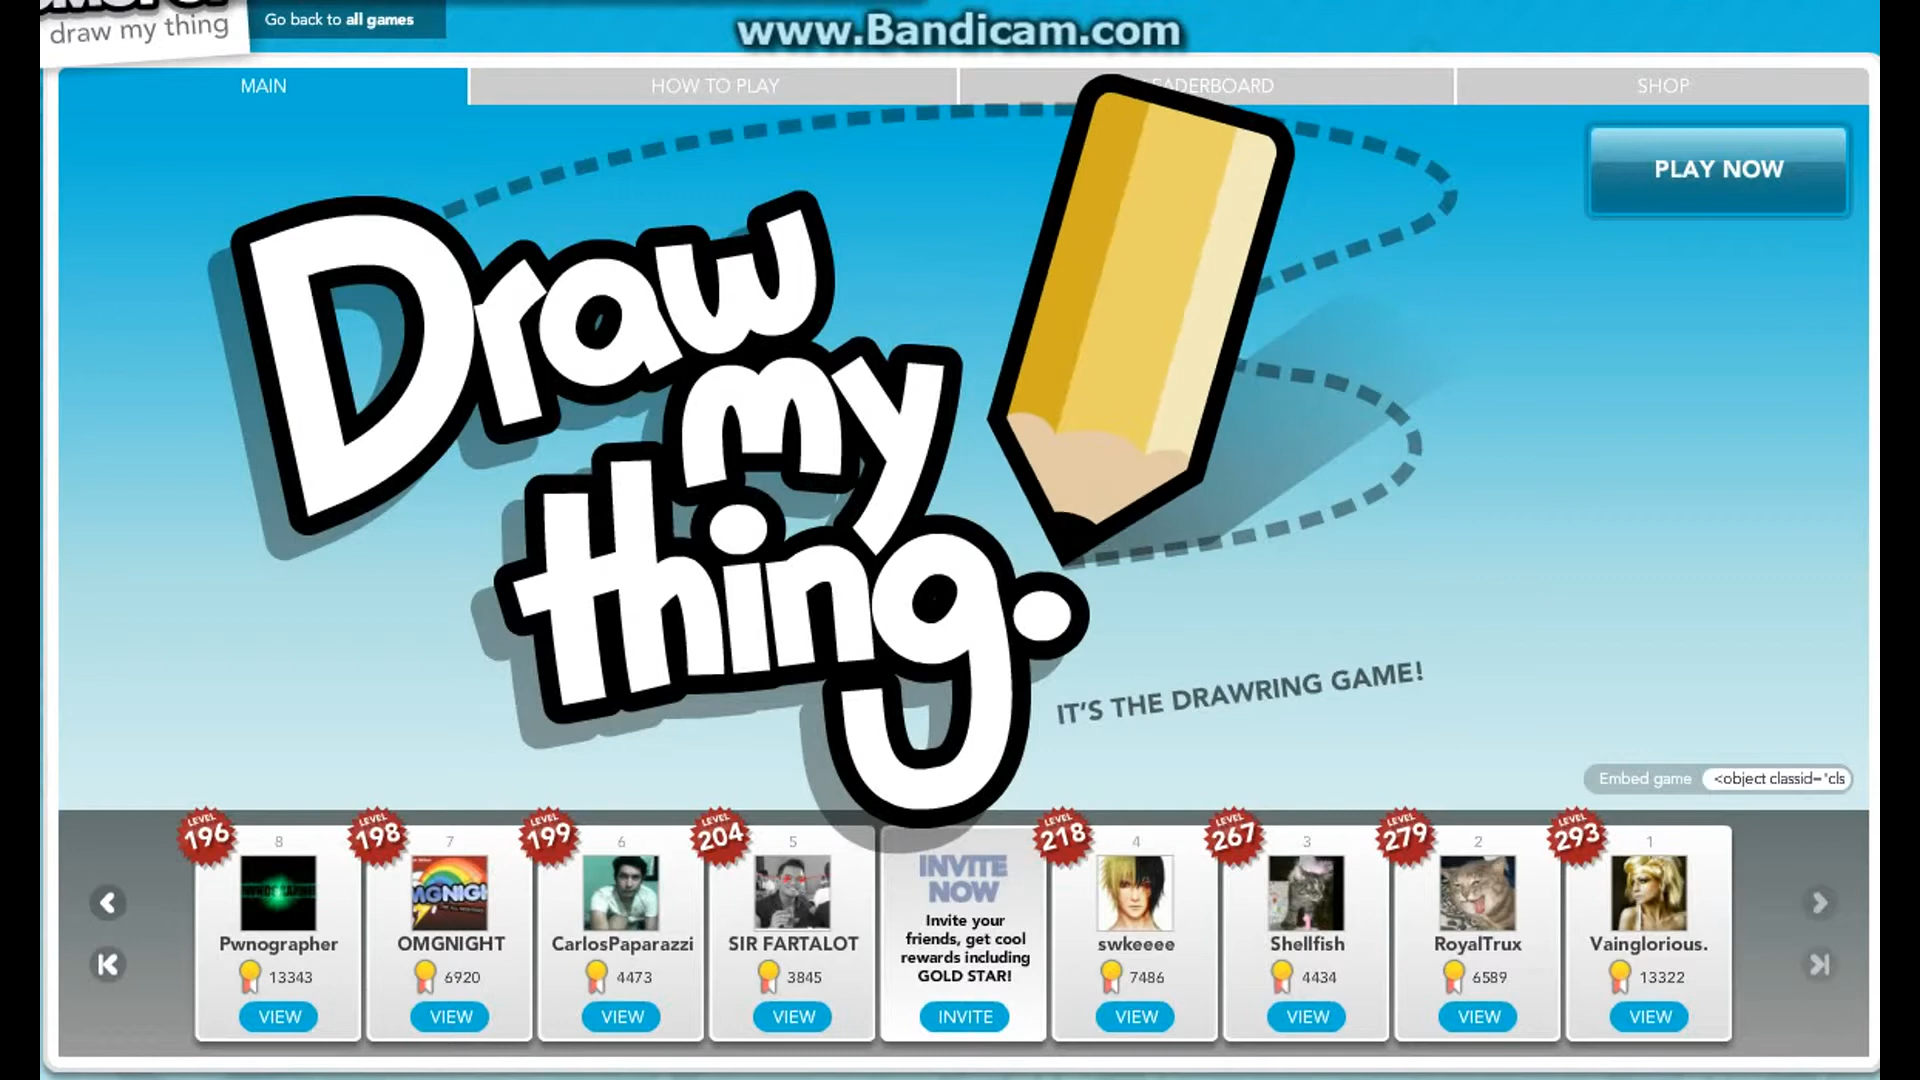 draw my thing
Go back to all games
www.Bandicam.com
MAIN
HOW TO PLAY
SHOP
PLAY NOW
Draw
my
thing.
IT'S THE DRAWRING GAME!
Embed game <object classid="cls
LEVEL 196
8
Pwnographer
13343
VIEW
LEVEL 198
7
OMGNIGHT
6920
VIEW
LEVEL 199
6
CarlosPaparazzi
4473
VIEW
LEVEL 204
5
SIR FARTALOT
3845
VIEW
INVITE
NOW
Invite your
friends, get cool
rewards including
GOLD STAR!
INVITE
LEVEL 218
4
swkeeee
7486
VIEW
LEVEL 267
3
Shellfish
4434
VIEW
LEVEL 279
2
RoyalTrux
6589
VIEW
LEVEL 293
1
Vainglorious.
13322
VIEW